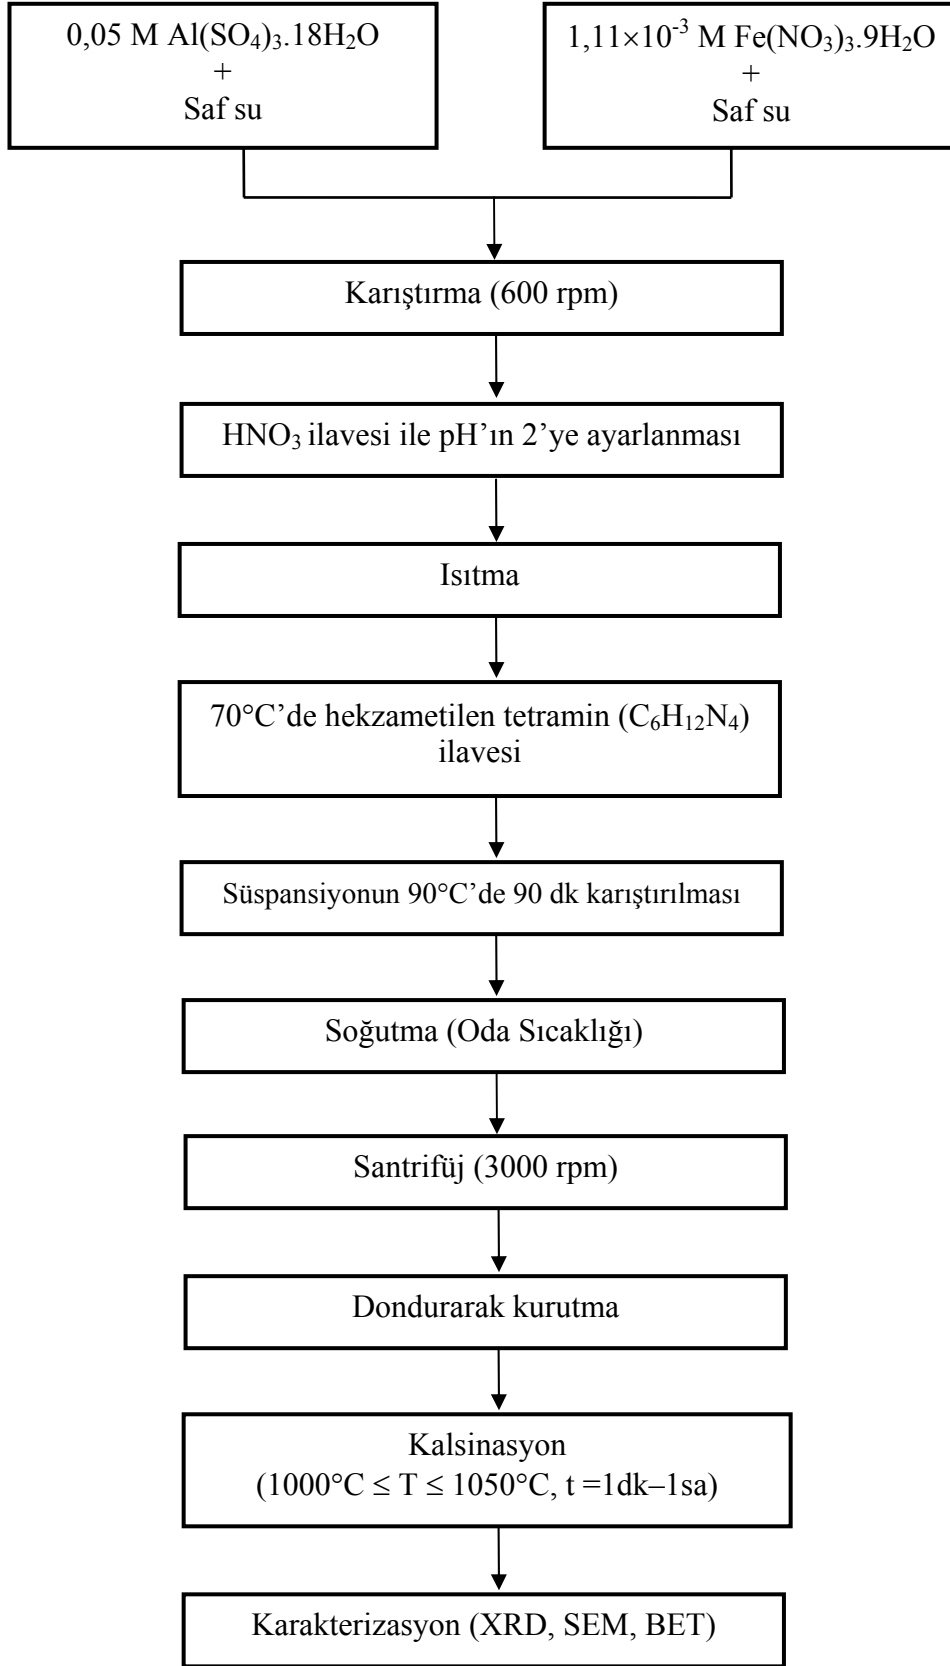 0,05 M Al(SO₄)₃.18H₂O
+
Saf su
1,11×10⁻³ M Fe(NO₃)₃.9H₂O
+
Saf su
Karıştırma (600 rpm)
HNO₃ ilavesi ile pH’ın 2’ye ayarlanması
Isıtma
70°C’de hekzametilen tetramin (C₆H₁₂N₄)
ilavesi
Süspansiyonun 90°C’de 90 dk karıştırılması
Soğutma (Oda Sıcaklığı)
Santrifüj (3000 rpm)
Dondurarak kurutma
Kalsinasyon
(1000°C ≤ T ≤ 1050°C, t =1dk–1sa)
Karakterizasyon (XRD, SEM, BET)